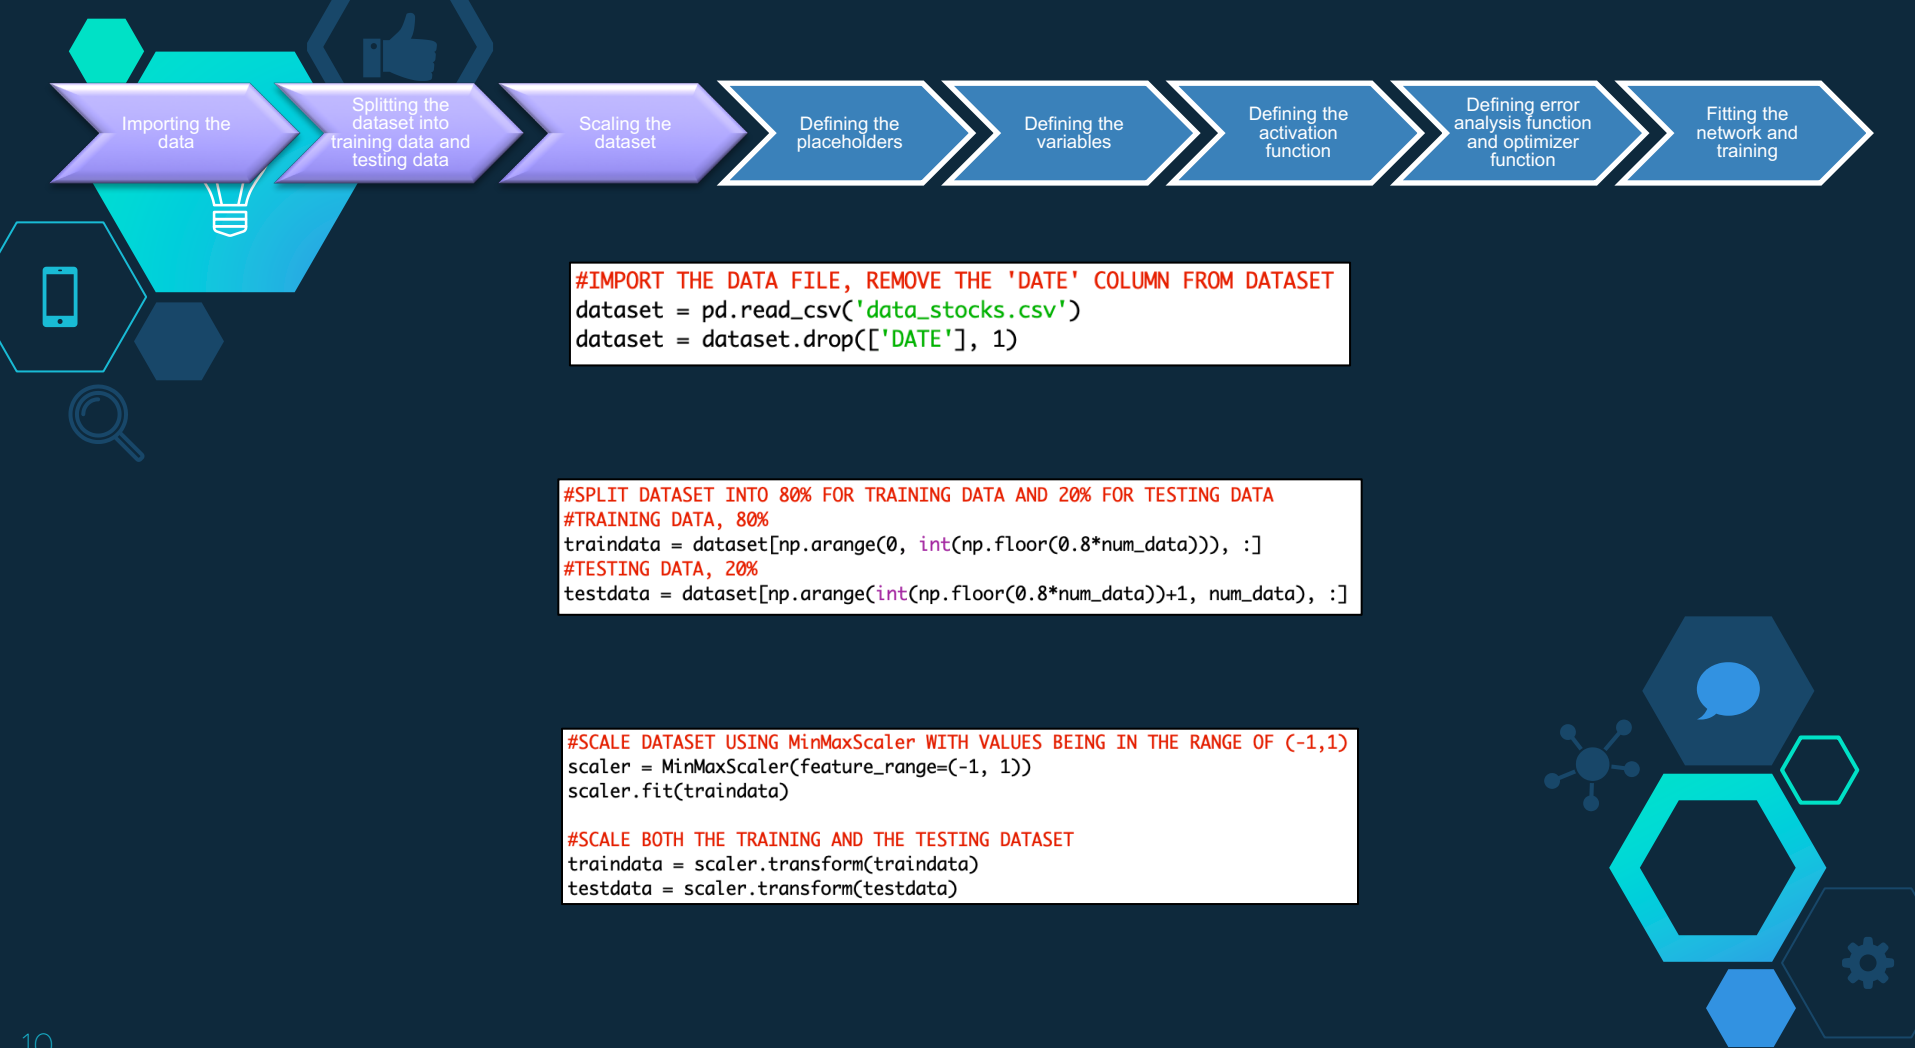 Importing the
data
Splitting the
dataset into
training data and
testing data
Scaling the
dataset
Defining the
placeholders
Defining the
variables
Defining the
activation
function
Defining error
analysis function
and optimizer
function
Fitting the
network and
training
#IMPORT THE DATA FILE, REMOVE THE 'DATE' COLUMN FROM DATASET
dataset = pd.read_csv('data_stocks.csv')
dataset = dataset.drop(['DATE'], 1)
#SPLIT DATASET INTO 80% FOR TRAINING DATA AND 20% FOR TESTING DATA
#TRAINING DATA, 80%
traindata = dataset[np.arange(0, int(np.floor(0.8*num_data))), :]
#TESTING DATA, 20%
testdata = dataset[np.arange(int(np.floor(0.8*num_data))+1, num_data), :]
#SCALE DATASET USING MinMaxScaler WITH VALUES BEING IN THE RANGE OF (-1,1)
scaler = MinMaxScaler(feature_range=(-1, 1))
scaler.fit(traindata)
#SCALE BOTH THE TRAINING AND THE TESTING DATASET
traindata = scaler.transform(traindata)
testdata = scaler.transform(testdata)
10